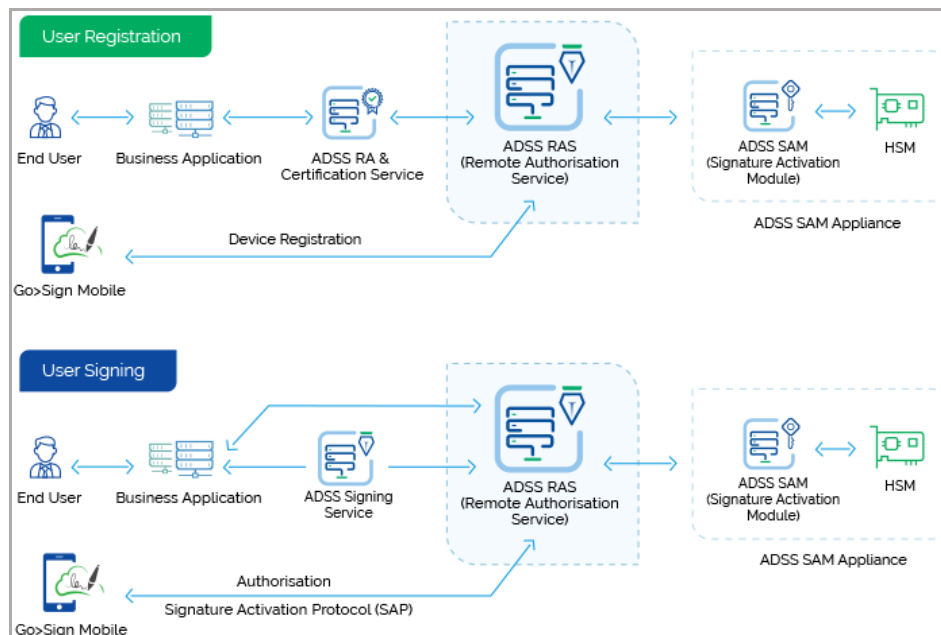 User Registration
End User
Business Application
ADSS RA &
Certification Service
ADSS RAS
(Remote Authorisation
Service)
ADSS SAM
(Signature Activation
Module)
HSM
ADSS SAM Appliance
Device Registration
Go>Sign Mobile
User Signing
End User
Business Application
ADSS Signing
Service
ADSS RAS
(Remote Authorisation
Service)
ADSS SAM
(Signature Activation
Module)
HSM
ADSS SAM Appliance
Authorisation
Signature Activation Protocol (SAP)
Go>Sign Mobile